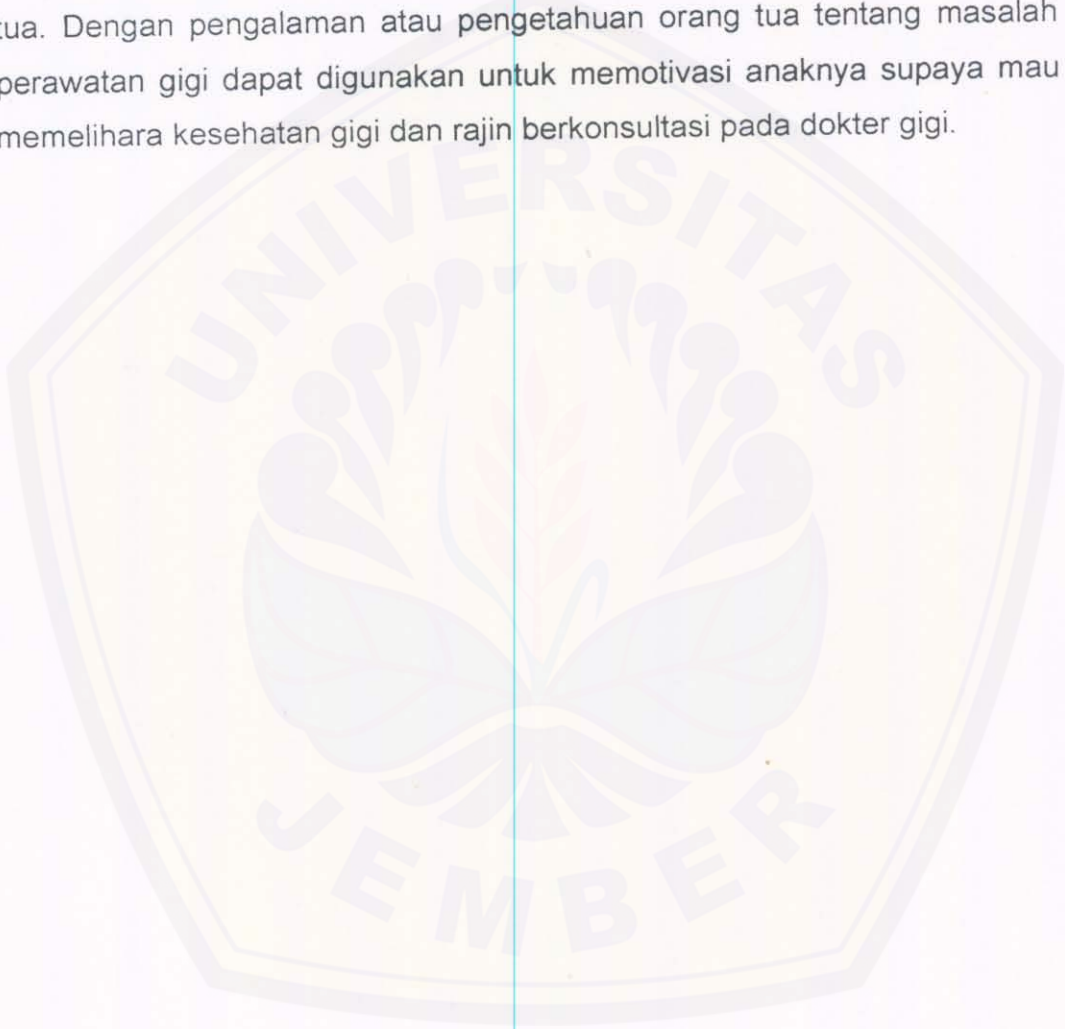 tua. Dengan pengalaman atau pengetahuan orang tua tentang masalah
perawatan gigi dapat digunakan untuk memotivasi anaknya supaya mau
memelihara kesehatan gigi dan rajin berkonsultasi pada dokter gigi.
UNIVERSITAS
JEMBER